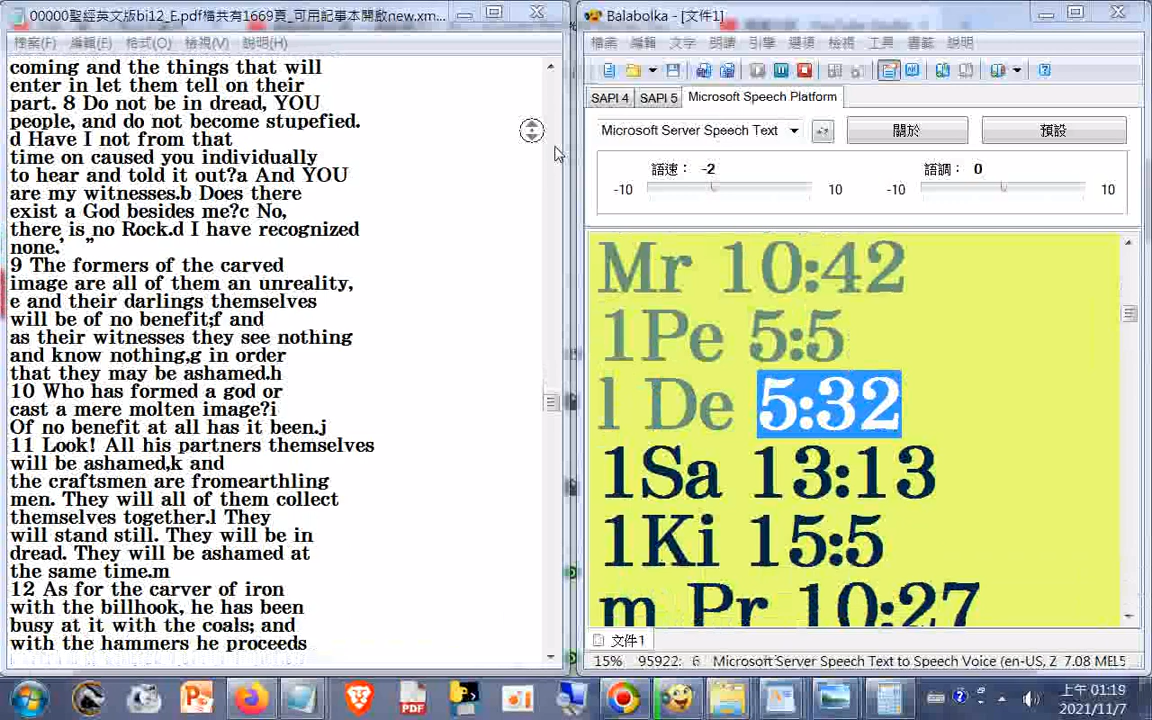 00000聖經英文版bi12_E.pdf檔共有1669頁_可用記事本開啟new.xm...
檔案(F) 編輯(E) 格式(O) 檢視(V) 說明(H)
coming and the things that will
enter in let them tell on their
part. 8 Do not be in dread, YOU
people, and do not become stupefied.
d Have I not from that
time on caused you individually
to hear and told it out?a And YOU
are my witnesses.b Does there
exist a God besides me?c No,
there is no Rock.d I have recognized
none.’ ”
9 The formers of the carved
image are all of them an unreality,
e and their darlings themselves
will be of no benefit;f and
as their witnesses they see nothing
and know nothing,g in order
that they may be ashamed.h
10 Who has formed a god or
cast a mere molten image?i
Of no benefit at all has it been.j
11 Look! All his partners themselves
will be ashamed,k and
the craftsmen are fromearthling
men. They will all of them collect
themselves together.l They
will stand still. They will be in
dread. They will be ashamed at
the same time.m
12 As for the carver of iron
with the billhook, he has been
busy at it with the coals; and
with the hammers he proceeds
Balabolka - [文件1]
檔案 編輯 文字 朗讀 引擎 選項 檢視 工具 書籤 說明
SAPI 4 SAPI 5 Microsoft Speech Platform
Microsoft Server Speech Text 關於 預設
語速： -2 語調： 0
-10 10 -10 10
Mr 10:42
1Pe 5:5
l De 5:32
1Sa 13:13
1Ki 15:5
m Pr 10:27
文件1
15% 95922: 6 Microsoft Server Speech Text to Speech Voice (en-US, Z 7.08 MEL5
上午 01:19
2021/11/7